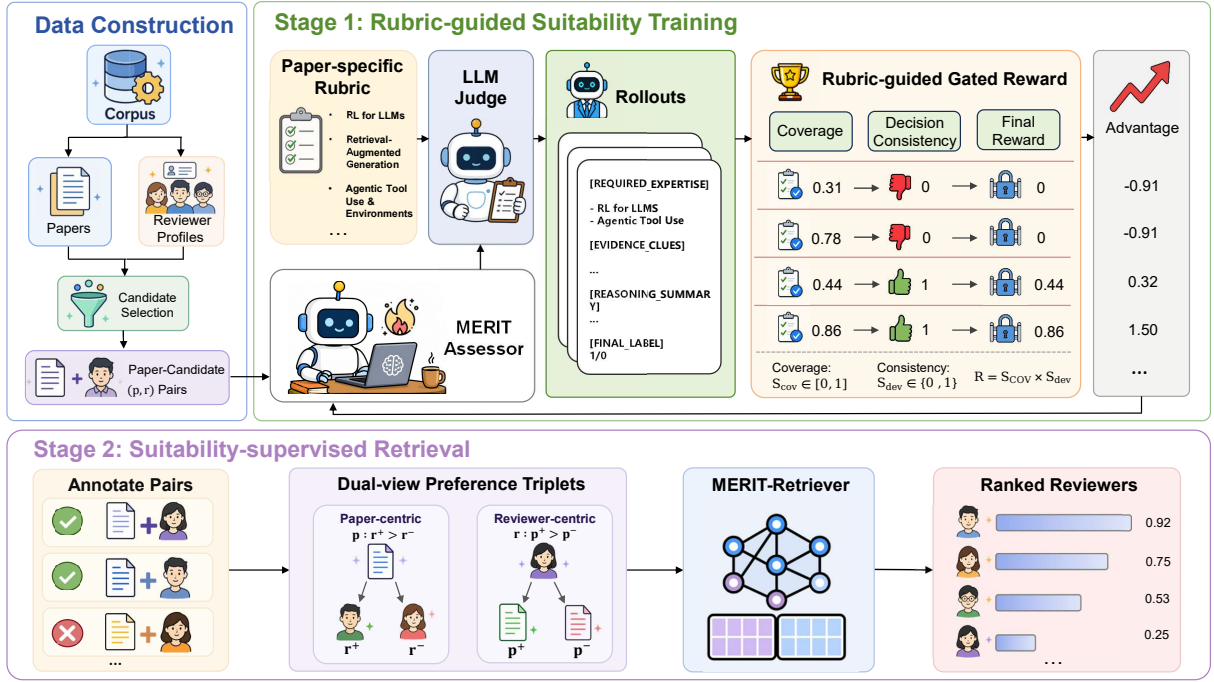 Data Construction
Corpus
Papers
Reviewer
Profiles
Candidate
Selection
Paper-Candidate
(p, r) Pairs
Stage 1: Rubric-guided Suitability Training
Paper-specific
Rubric
• RL for LLMs
• Retrieval-
Augmented
Generation
• Agentic Tool
Use &
Environments
...
LLM
Judge
MERIT
Assessor
Rollouts
[REQUIRED_EXPERTISE]
- RL for LLMS
- Agentic Tool Use
[EVIDENCE_CLUES]
...
[REASONING_SUMMAR
Y]
...
[FINAL_LABEL]
1/0
Rubric-guided Gated Reward
Coverage
Decision
Consistency
Final
Reward
0.31 0 0
0.78 0 0
0.44 1 0.44
0.86 1 0.86
Coverage:
S_cov ∈ [0, 1]
Consistency:
S_dev ∈ {0 , 1}
R = S_COV × S_dev
Advantage
-0.91
-0.91
0.32
1.50
...
Stage 2: Suitability-supervised Retrieval
Annotate Pairs
+
+
+
...
Dual-view Preference Triplets
Paper-centric
p : r⁺ > r⁻
r⁺ r⁻
Reviewer-centric
r : p⁺ > p⁻
p⁺ p⁻
MERIT-Retriever
Ranked Reviewers
0.92
0.75
0.53
0.25
...